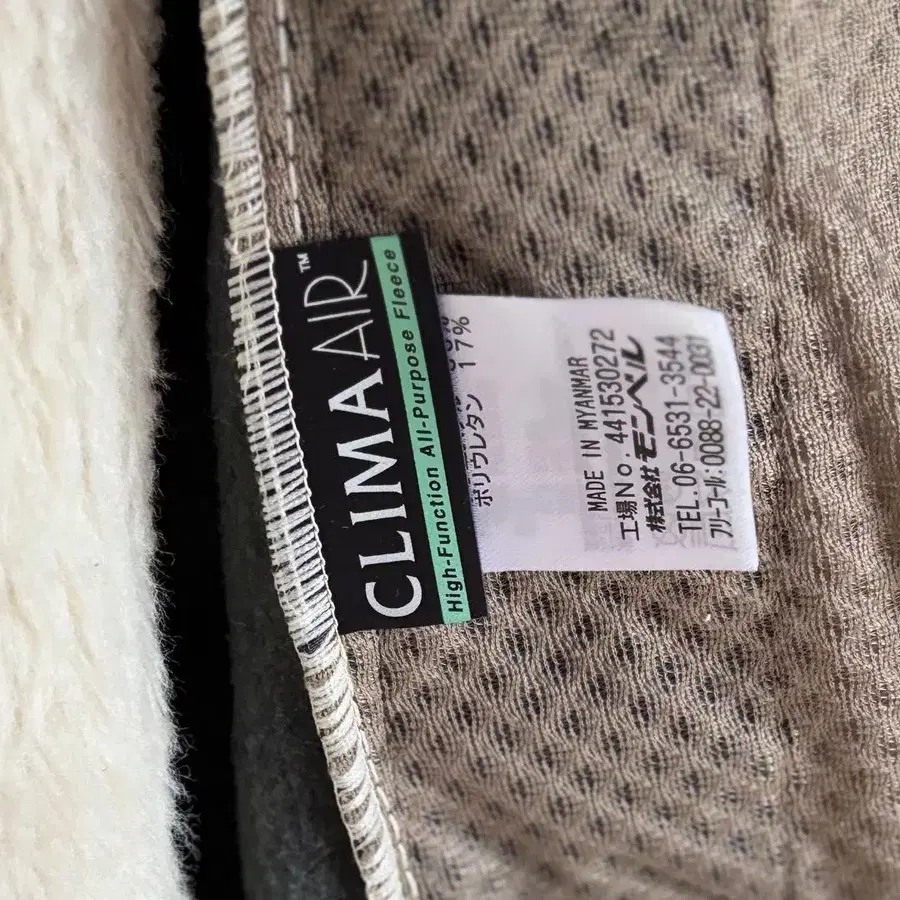 CLIMAAIR™
High-Function All-Purpose Fleece
ポリウレタン 17%
MADE IN MYANMAR
工場No. 441530272
株式会社モンベル
TEL.06-6531-3544
フリーコール:0088-22-0031